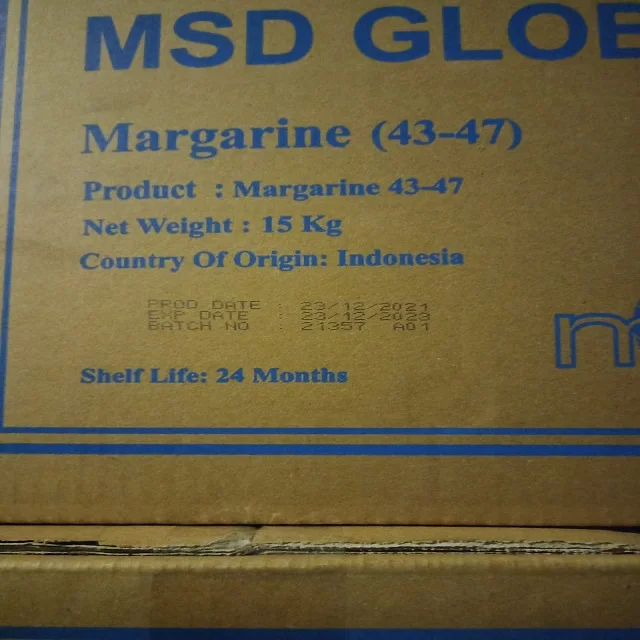 MSD GLOB
Margarine (43-47)
Product : Margarine 43-47
Net Weight : 15 Kg
Country Of Origin: Indonesia
PROD DATE : 23/12/2021
EXP DATE : 23/12/2023
BATCH NO : 21357 A01
m
Shelf Life: 24 Months